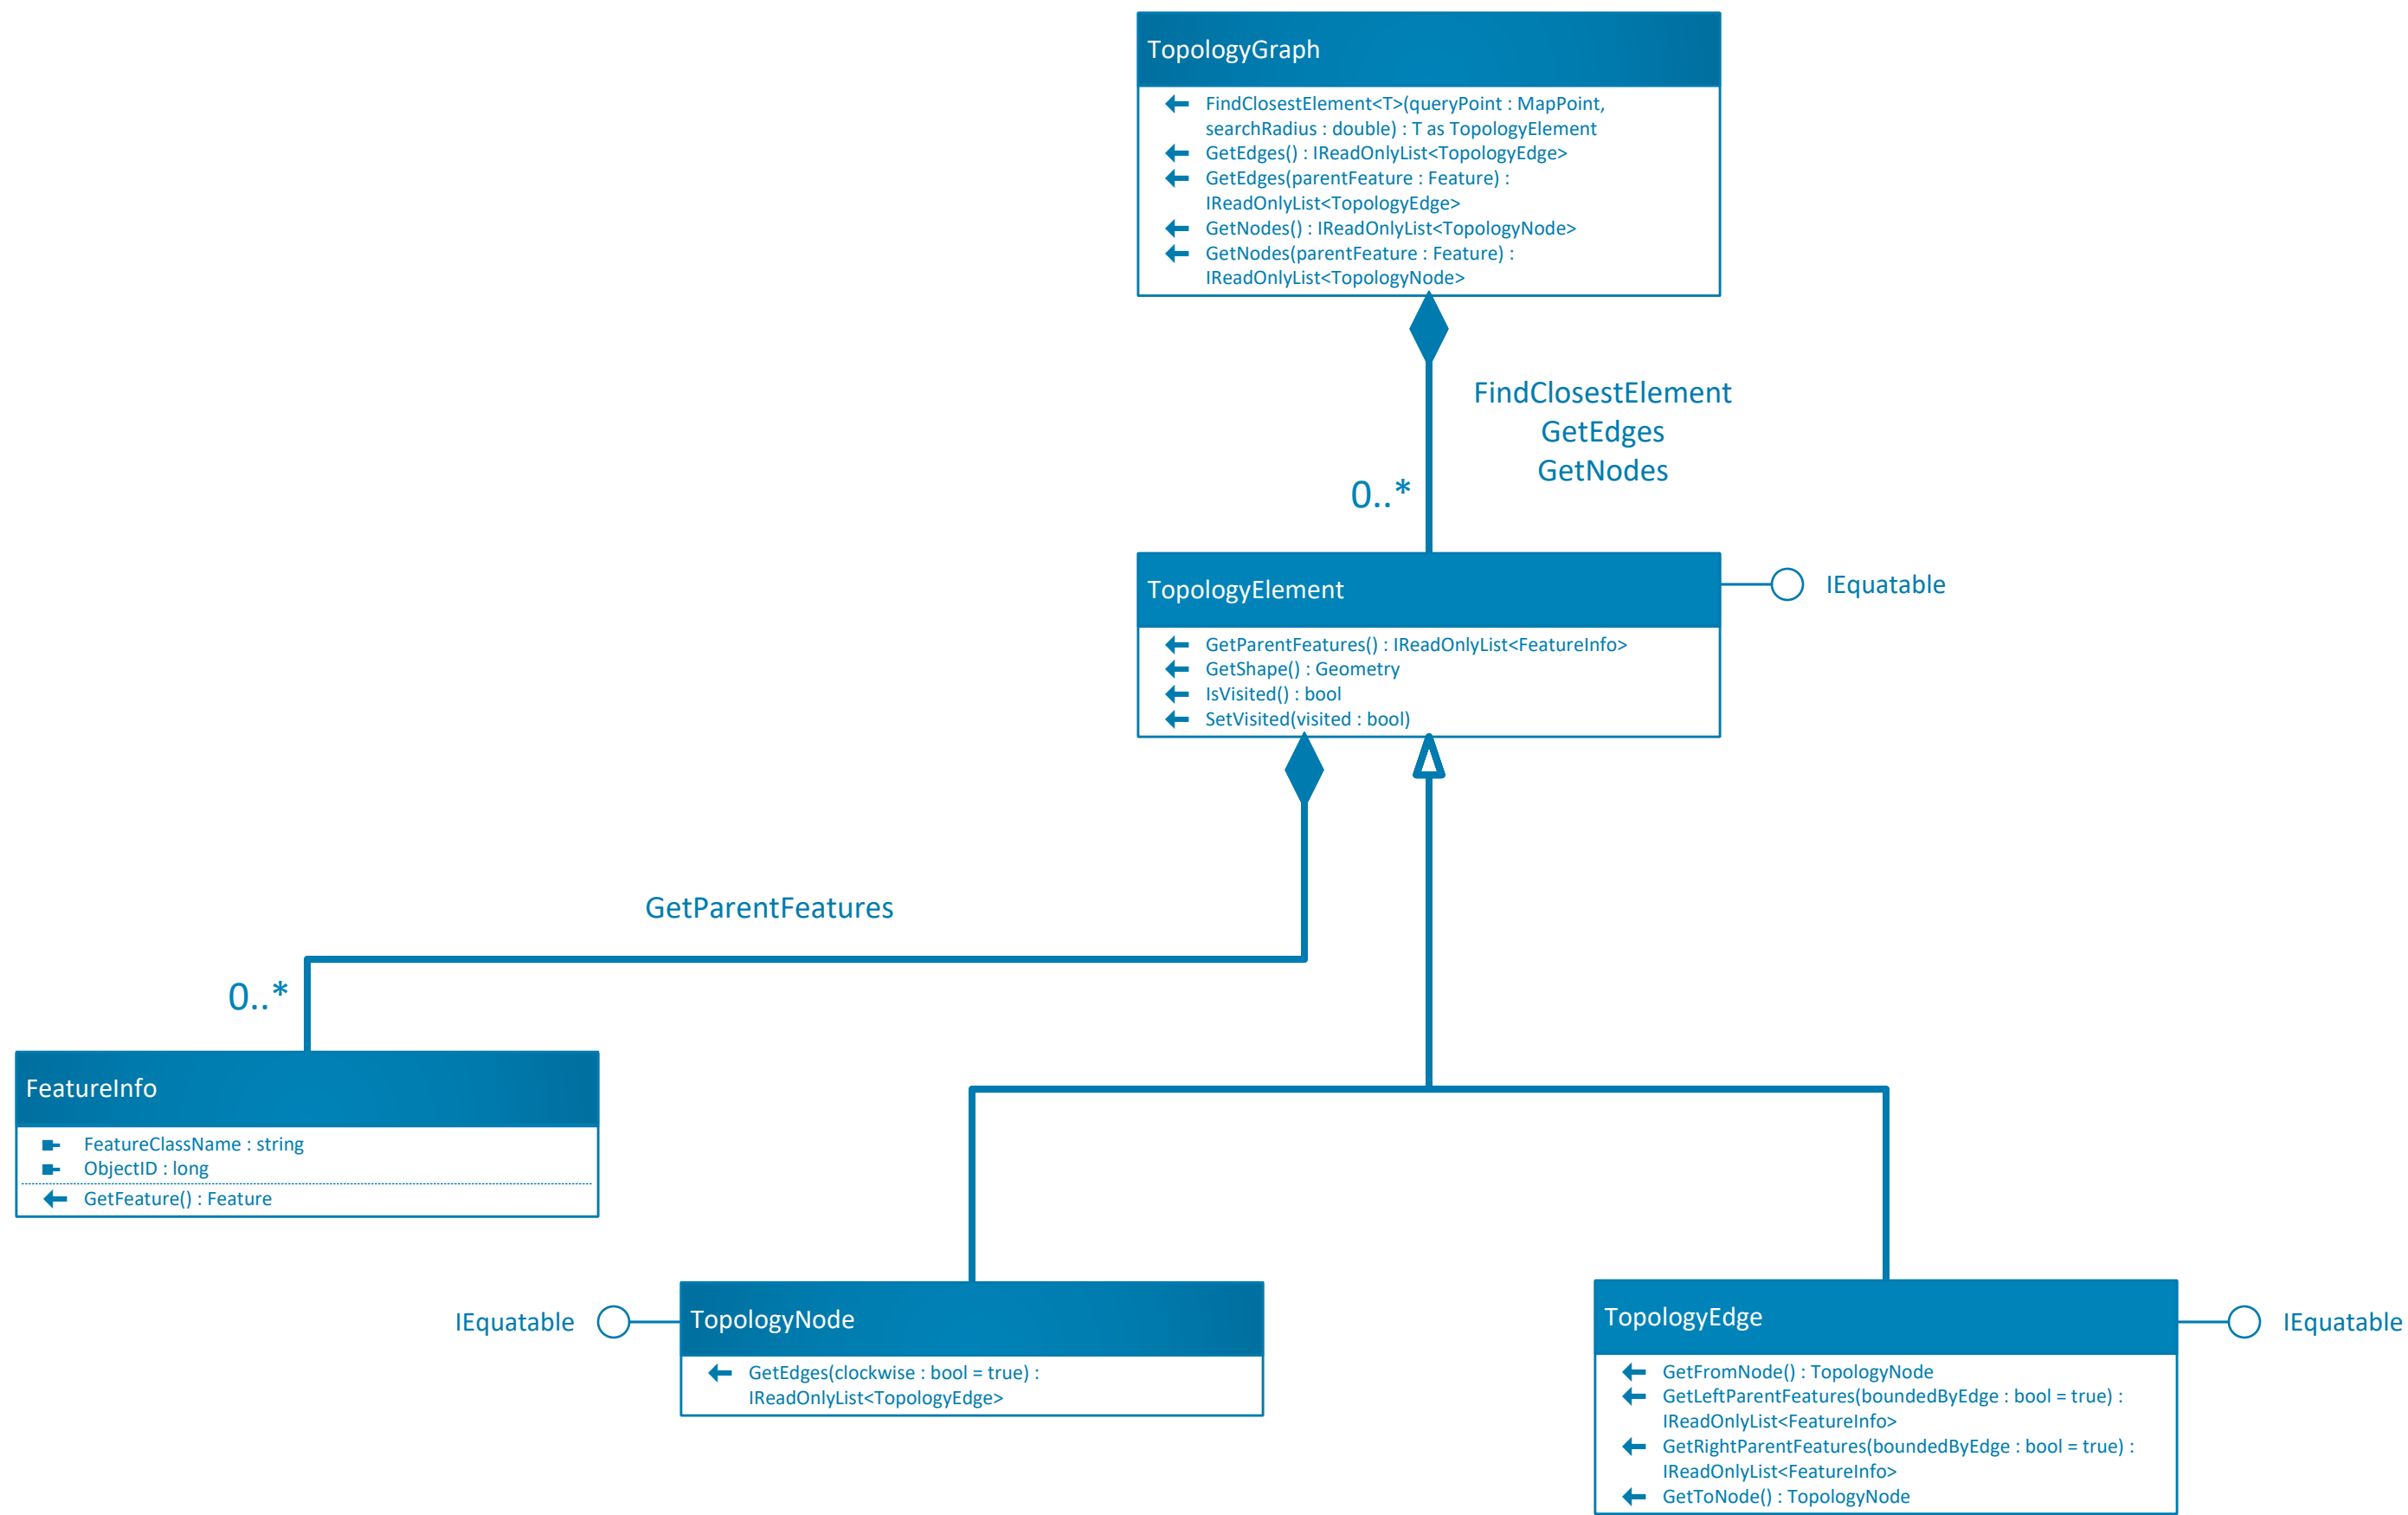 TopologyGraph
FindClosestElement<T>(queryPoint : MapPoint,
searchRadius : double) : T as TopologyElement
GetEdges() : IReadOnlyList<TopologyEdge>
GetEdges(parentFeature : Feature) :
IReadOnlyList<TopologyEdge>
GetNodes() : IReadOnlyList<TopologyNode>
GetNodes(parentFeature : Feature) :
IReadOnlyList<TopologyNode>
FindClosestElement
GetEdges
GetNodes
0..*
TopologyElement
IEquatable
GetParentFeatures() : IReadOnlyList<FeatureInfo>
GetShape() : Geometry
IsVisited() : bool
SetVisited(visited : bool)
GetParentFeatures
0..*
FeatureInfo
FeatureClassName : string
ObjectID : long
GetFeature() : Feature
IEquatable
TopologyNode
GetEdges(clockwise : bool = true) :
IReadOnlyList<TopologyEdge>
TopologyEdge
IEquatable
GetFromNode() : TopologyNode
GetLeftParentFeatures(boundedByEdge : bool = true) :
IReadOnlyList<FeatureInfo>
GetRightParentFeatures(boundedByEdge : bool = true) :
IReadOnlyList<FeatureInfo>
GetToNode() : TopologyNode